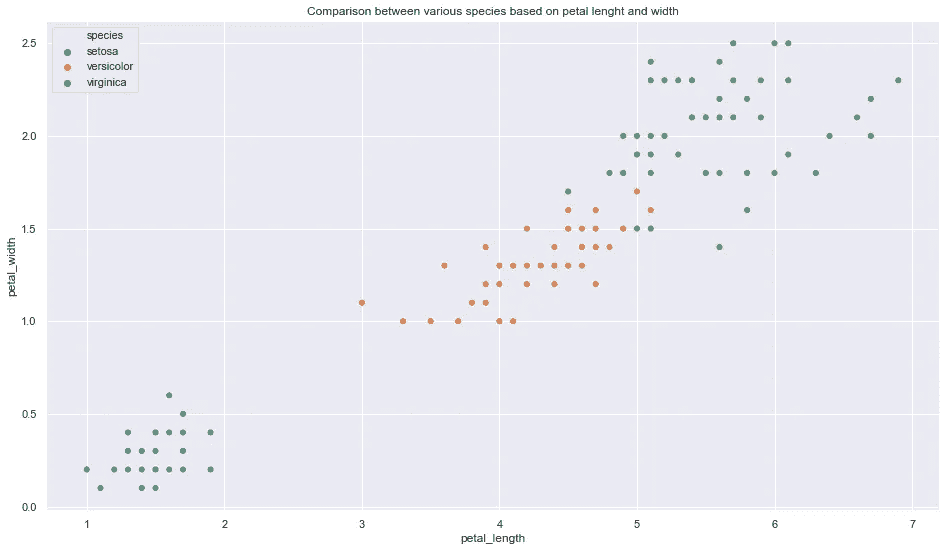 Comparison between various species based on petal lenght and width
species
setosa
versicolor
virginica
2.5
2.0
1.5
1.0
0.5
0.0
petal_width
1 2 3 4 5 6 7
petal_length